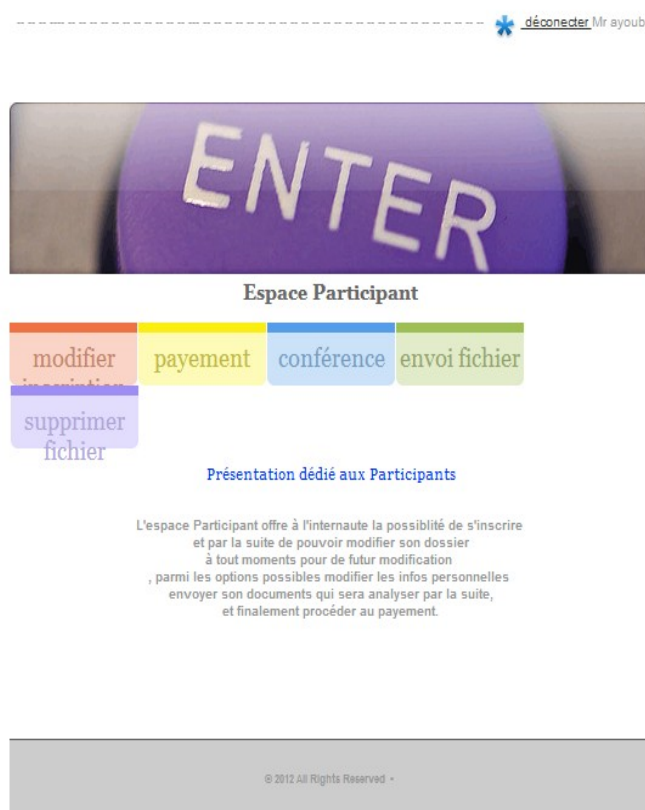 déconecter Mr ayoub
ENTER
Espace Participant
modifier inscription
payement
conférence
envoi fichier
supprimer
fichier
Présentation dédié aux Participants
L'espace Participant offre à l'internaute la possiblité de s'inscrire
et par la suite de pouvoir modifier son dossier
à tout moments pour de futur modification
, parmi les options possibles modifier les infos personnelles
envoyer son documents qui sera analyser par la suite,
et finalement procéder au payement.
© 2012 All Rights Reserved •